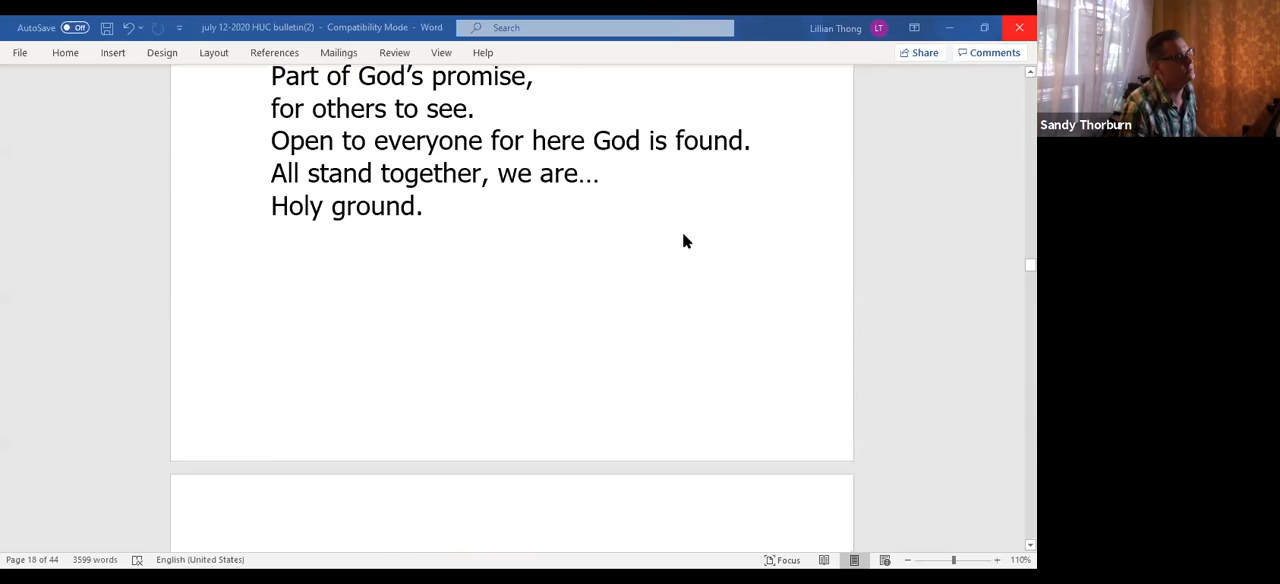 AutoSave Off july 12-2020 HUC bulletin(2) - Compatibility Mode - Word Search Lillian Thong LT
File Home Insert Design Layout References Mailings Review View Help Share Comments
Part of God’s promise,
for others to see.
Open to everyone for here God is found.
All stand together, we are…
Holy ground.
Sandy Thorburn
Page 18 of 44 3599 words English (United States) Focus 110%